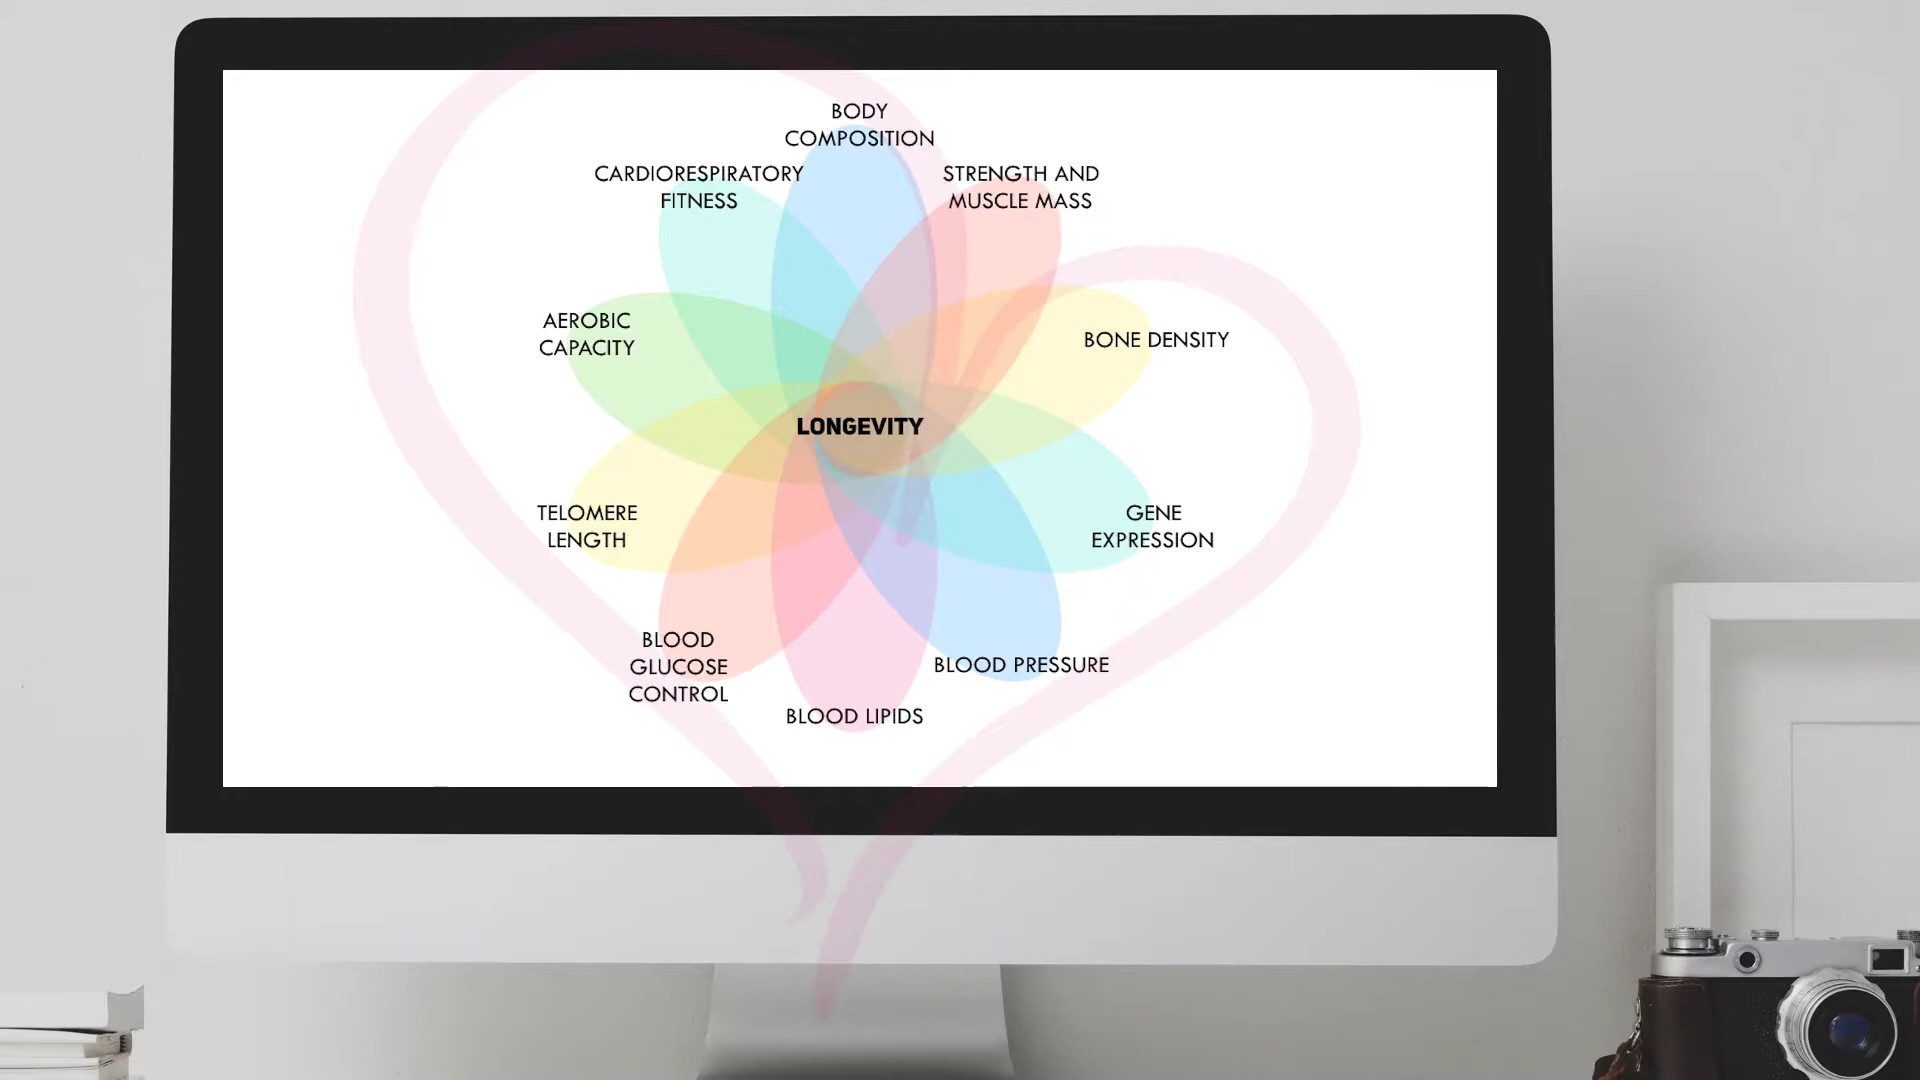 BODY
COMPOSITION
CARDIORESPIRATORY
FITNESS
STRENGTH AND
MUSCLE MASS
AEROBIC
CAPACITY
BONE DENSITY
LONGEVITY
TELOMERE
LENGTH
GENE
EXPRESSION
BLOOD
GLUCOSE
CONTROL
BLOOD PRESSURE
BLOOD LIPIDS